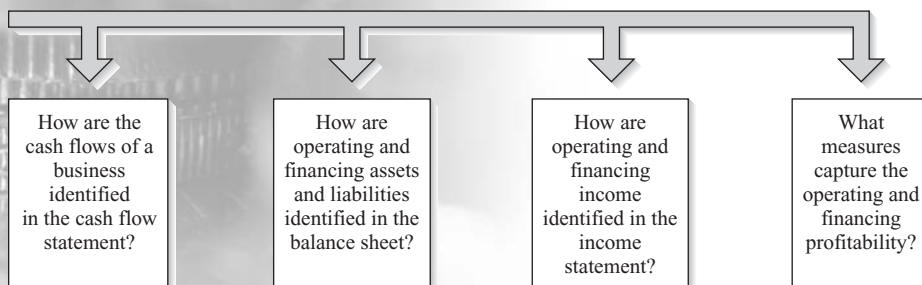 How are the
cash flows of a
business
identified
in the cash flow
statement?
How are
operating and
financing assets
and liabilities
identified in the
balance sheet?
How are
operating and
financing
income
identified in the
income
statement?
What
measures
capture the
operating and
financing
profitability?